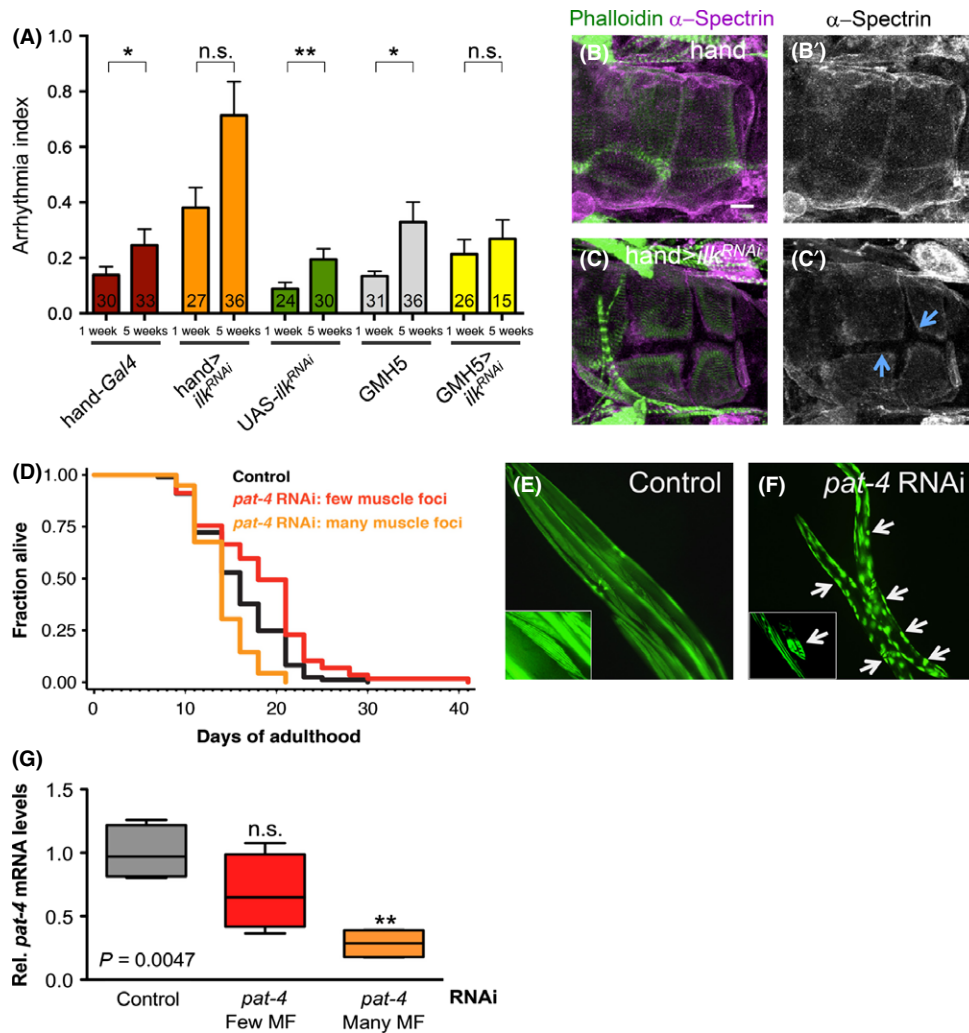 (A)
Arrhythmia index
1.0
0.8
0.6
0.4
0.2
0.0
* n.s. ** * n.s.
30 33 27 36 24 30 31 36 26 15
1 week 5 weeks 1 week 5 weeks 1 week 5 weeks 1 week 5 weeks 1 week 5 weeks
hand-Gal4
hand>
ilkRNAi
UAS-ilkRNAi
GMH5
GMH5>
ilkRNAi
Phalloidin α-Spectrin
α–Spectrin
(B) hand
(B′)
(C) hand>ilkRNAi
(C′)
(D)
Fraction alive
1.00
0.75
0.50
0.25
0.00
Control
pat-4 RNAi: few muscle foci
pat-4 RNAi: many muscle foci
0 10 20 30 40
Days of adulthood
(E) Control
(F) pat-4 RNAi
(G)
Rel. pat-4 mRNA levels
1.5
1.0
0.5
0.0
n.s.
**
P = 0.0047
Control
pat-4
Few MF
pat-4
Many MF
RNAi